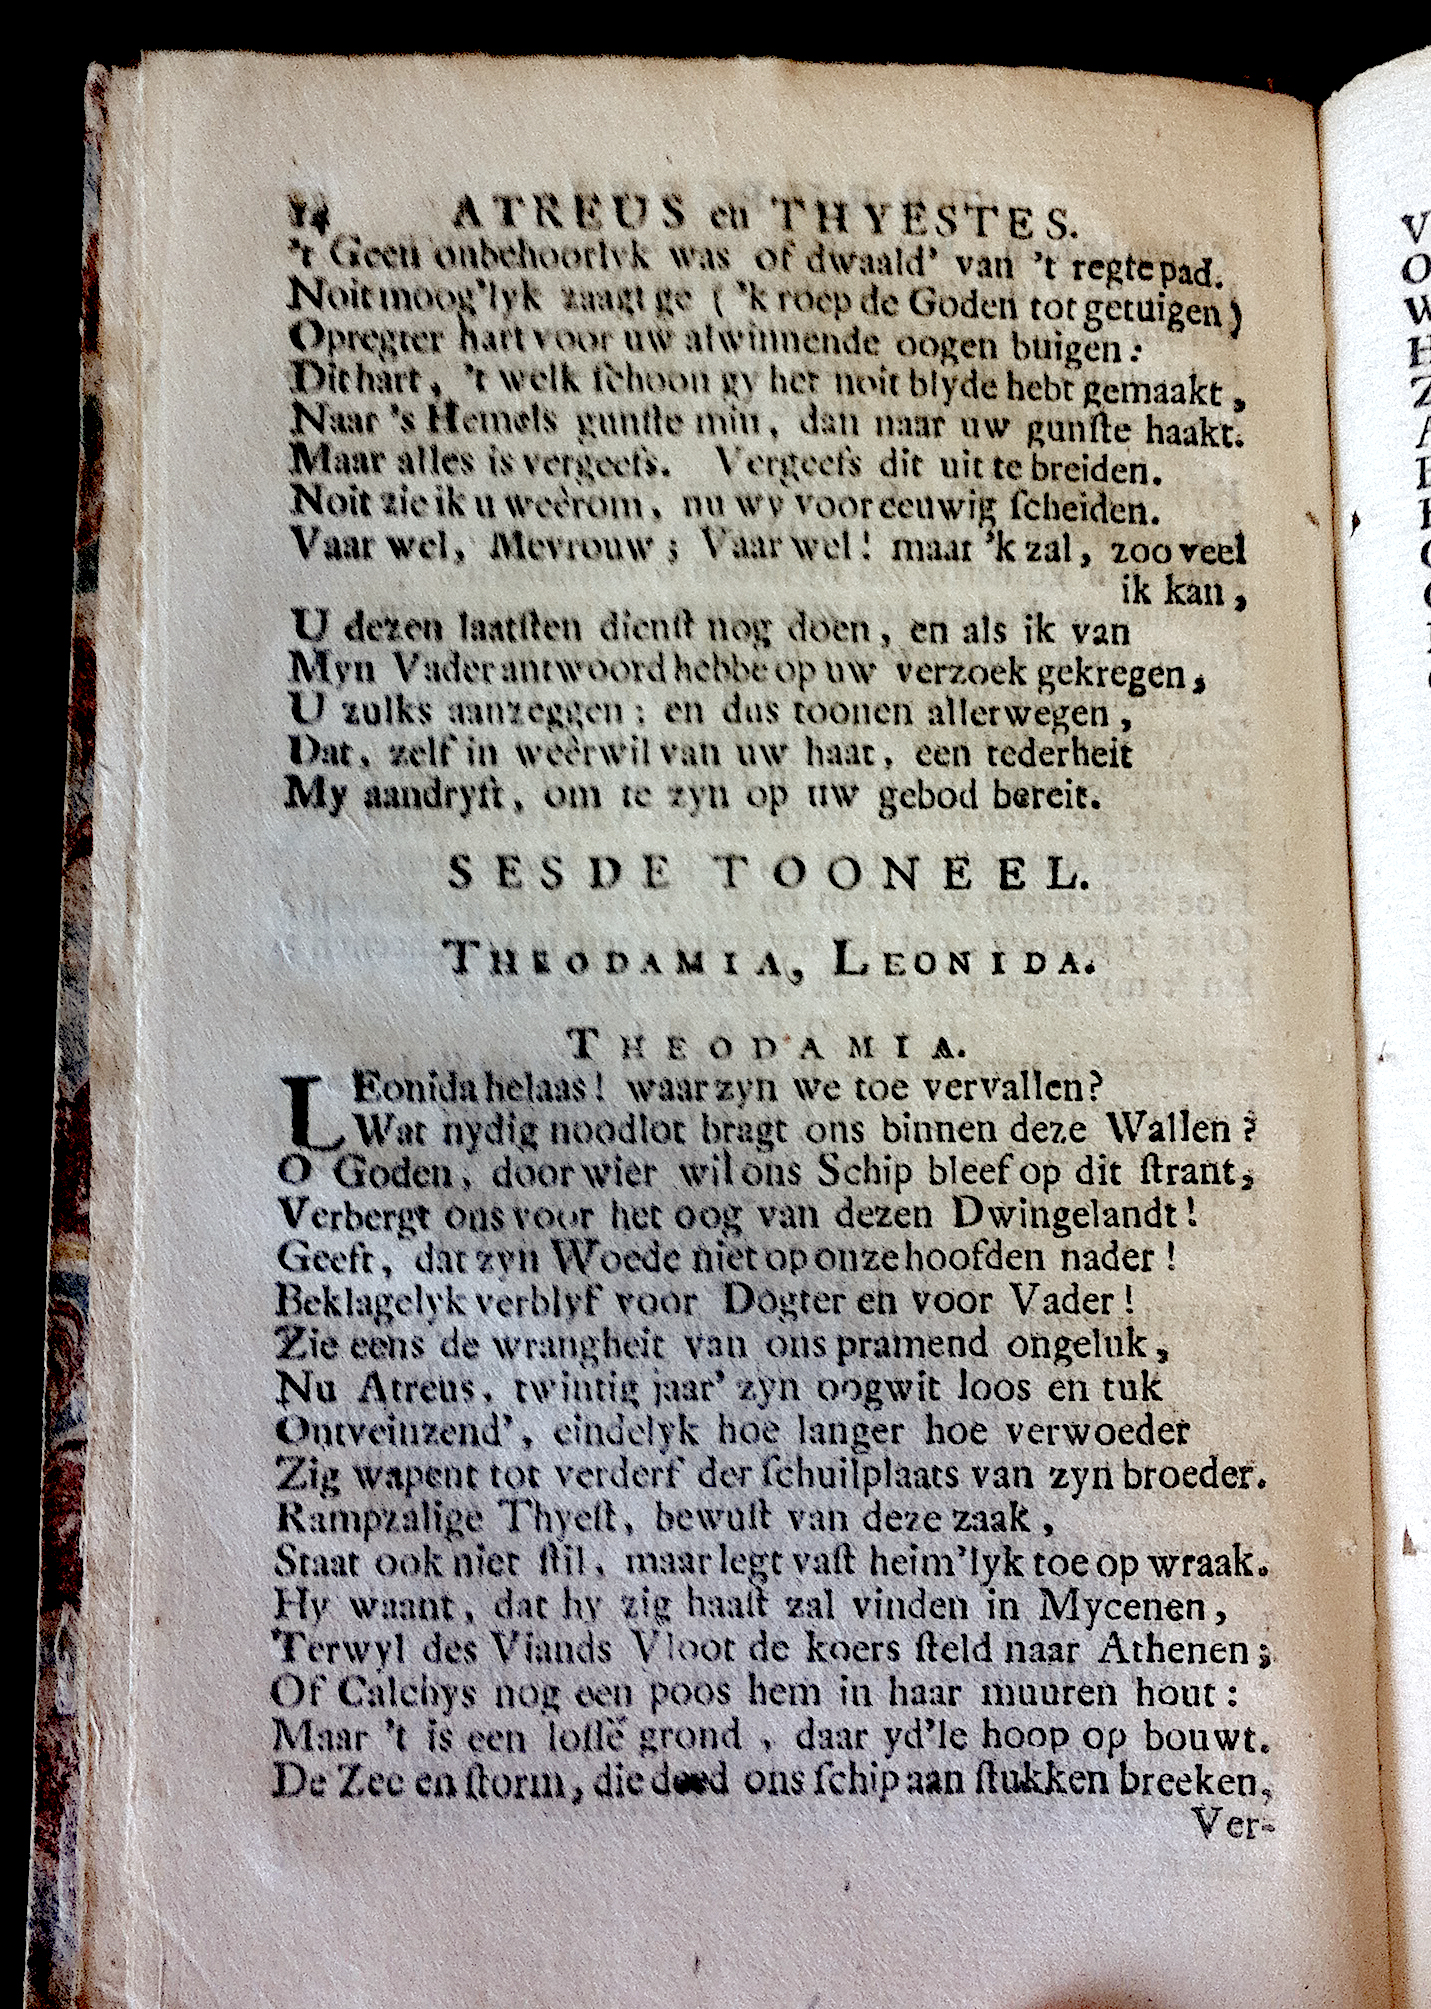 14 ATREUS en THYESTES.
't Geen onbehoorlyk was of dwaald' van 't regte pad.
Noit moog'lyk zaagt ge ( 'k roep de Goden tot getuigen)
Opregter hart voor uw alwinnende oogen buigen:
Dit hart, 't welk ſchoon gy het noit blyde hebt gemaakt,
Naar 's Hemels gunſte min, dan naar uw gunſte haakt.
Maar alles is vergeefs. Vergeefs dit uit te breiden.
Noit zie ik u weêrom, nu wy voor eeuwig ſcheiden.
Vaar wel, Mevrouw; Vaar wel! maar 'k zal, zoo veel
ik kan,
U dezen laatſten dienſt nog doen, en als ik van
Myn Vader antwoord hebbe op uw verzoek gekregen,
U zulks aanzeggen; en dus toonen allerwegen,
Dat, zelf in weêrwil van uw haat, een tederheit
My aandryft, om te zyn op uw gebod bereit.
SESDE TOONEEL.
THEODAMIA, LEONIDA.
THEODAMIA.
LEonida helaas! waar zyn we toe vervallen?
Wat nydig noodlot bragt ons binnen deze Wallen?
O Goden, door wier wil ons Schip bleef op dit ſtrant,
Verbergt ons voor het oog van dezen Dwingelandt!
Geeft, dat zyn Woede niet op onze hoofden nader!
Beklagelyk verblyf voor Dogter en voor Vader!
Zie eens de wrangheit van ons pramend ongeluk,
Nu Atreus, twintig jaar' zyn oogwit loos en tuk
Ontveinzend', eindelyk hoe langer hoe verwoeder
Zig wapent tot verderf der ſchuilplaats van zyn broeder.
Rampzalige Thyeſt, bewuſt van deze zaak,
Staat ook niet ſtil, maar legt vaſt heim'lyk toe op wraak.
Hy waant, dat hy zig haaſt zal vinden in Mycenen,
Terwyl des Viands Vloot de koers ſteld naar Athenen;
Of Calchys nog een poos hem in haar muuren hout:
Maar 't is een loſſe grond, daar yd'le hoop op bouwt.
De Zee en ſtorm, die deed ons ſchip aan ſtukken breeken,
Ver-